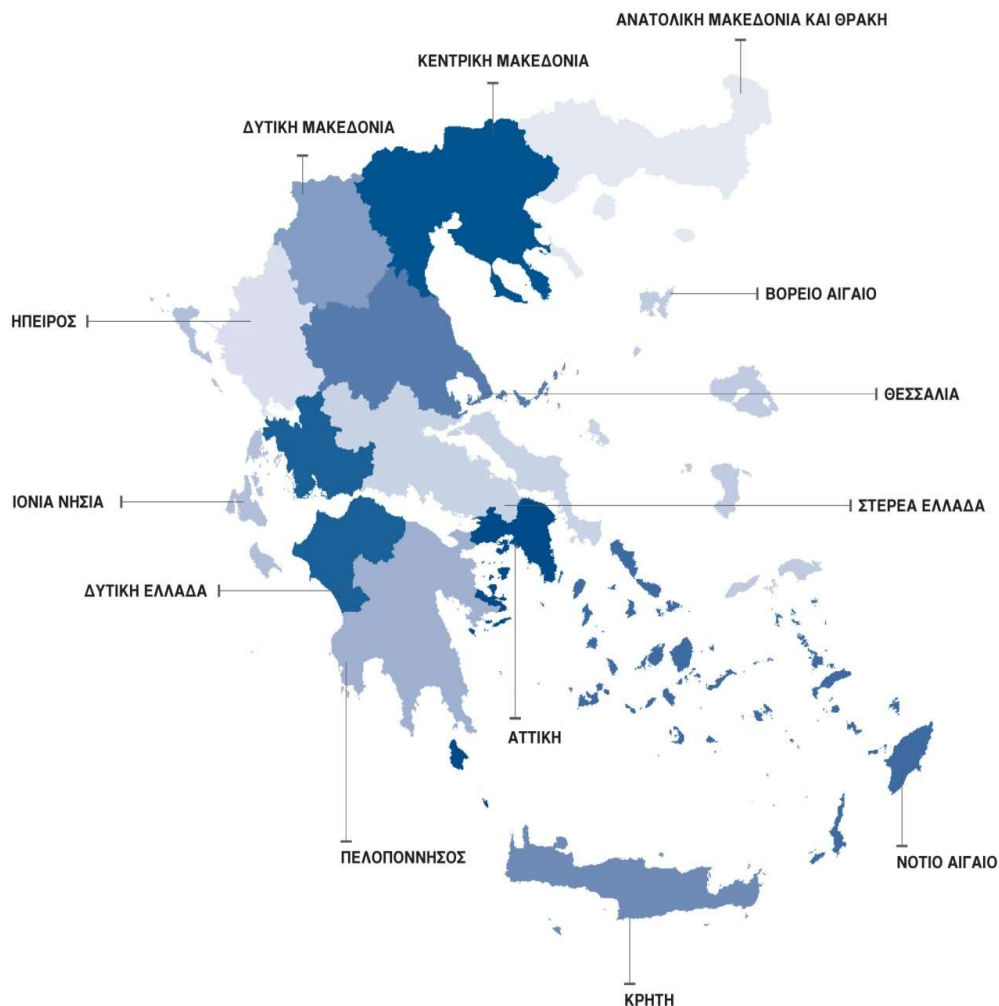 ΑΝΑΤΟΛΙΚΗ ΜΑΚΕΔΟΝΙΑ ΚΑΙ ΘΡΑΚΗ
ΚΕΝΤΡΙΚΗ ΜΑΚΕΔΟΝΙΑ
ΔΥΤΙΚΗ ΜΑΚΕΔΟΝΙΑ
ΒΟΡΕΙΟ ΑΙΓΑΙΟ
ΗΠΕΙΡΟΣ
ΘΕΣΣΑΛΙΑ
ΙΟΝΙΑ ΝΗΣΙΑ
ΣΤΕΡΕΑ ΕΛΛΑΔΑ
ΔΥΤΙΚΗ ΕΛΛΑΔΑ
ΑΤΤΙΚΗ
ΠΕΛΟΠΟΝΝΗΣΟΣ
ΝΟΤΙΟ ΑΙΓΑΙΟ
ΚΡΗΤΗ